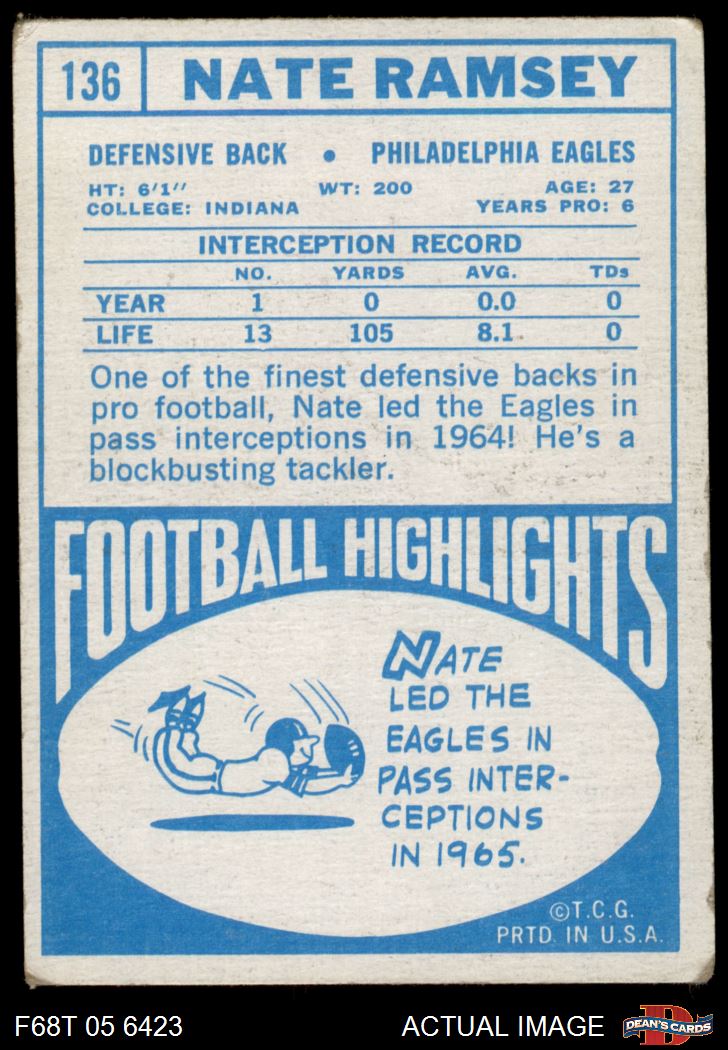 136 NATE RAMSEY
DEFENSIVE BACK • PHILADELPHIA EAGLES
HT: 6'1" WT: 200 AGE: 27
COLLEGE: INDIANA YEARS PRO: 6
INTERCEPTION RECORD
NO. YARDS AVG. TDs
YEAR 1 0 0.0 0
LIFE 13 105 8.1 0
One of the finest defensive backs in
pro football, Nate led the Eagles in
pass interceptions in 1964! He's a
blockbusting tackler.
FOOTBALL HIGHLIGHTS
NATE
LED THE
EAGLES IN
PASS INTER-
CEPTIONS
IN 1965.
©T.C.G.
PRTD. IN U.S.A.
F68T 05 6423 ACTUAL IMAGE D DEAN'S CARDS